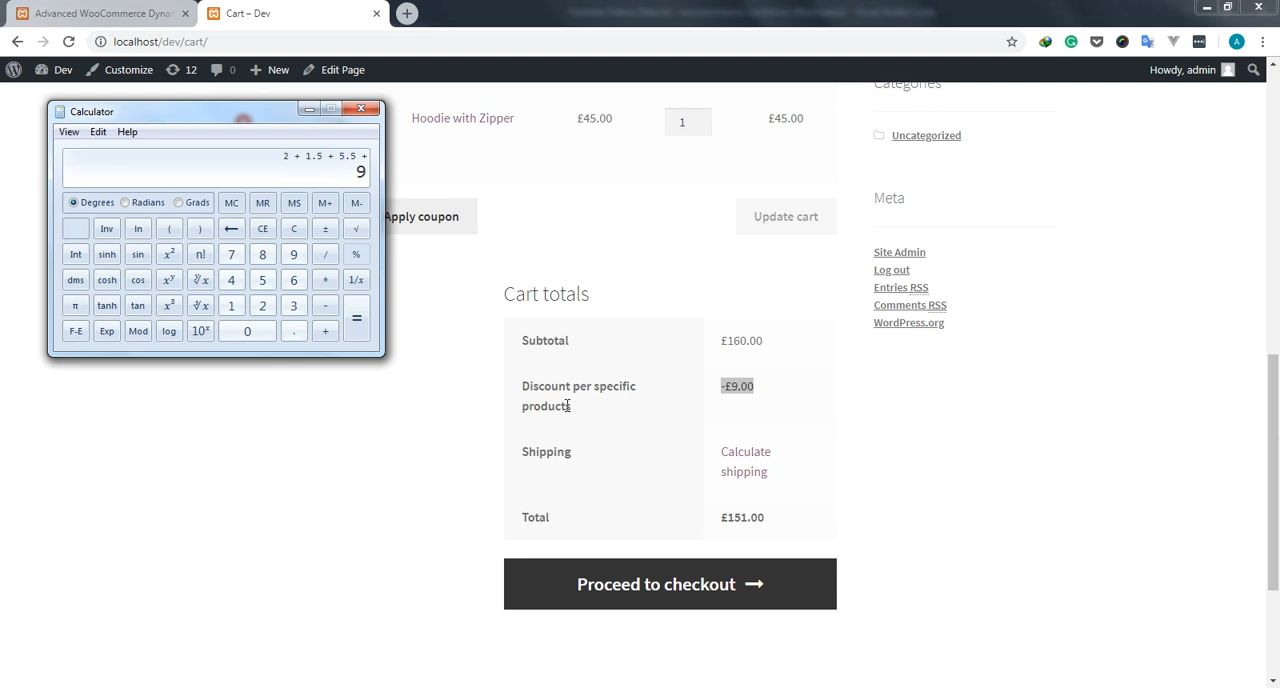 Advanced WooCommerce Dynar
Cart – Dev
localhost/dev/cart/
A
Dev
Customize
12
0
New
Edit Page
Howdy, admin
Categories
Calculator
View Edit Help
2 + 1.5 + 5.5 +
9
Degrees Radians Grads MC MR MS M+ M-
Inv ln ( ) ← CE C ± √
Int sinh sin x² n! 7 8 9 / %
dms cosh cos xʸ ʸ√x 4 5 6 * 1/x
π tanh tan x³ ³√x 1 2 3 - =
F-E Exp Mod log 10ˣ 0 . +
Hoodie with Zipper £45.00 1 £45.00
Uncategorized
Apply coupon
Update cart
Meta
Site Admin
Log out
Entries RSS
Comments RSS
WordPress.org
Cart totals
Subtotal £160.00
Discount per specific products -£9.00
Shipping Calculate shipping
Total £151.00
Proceed to checkout →